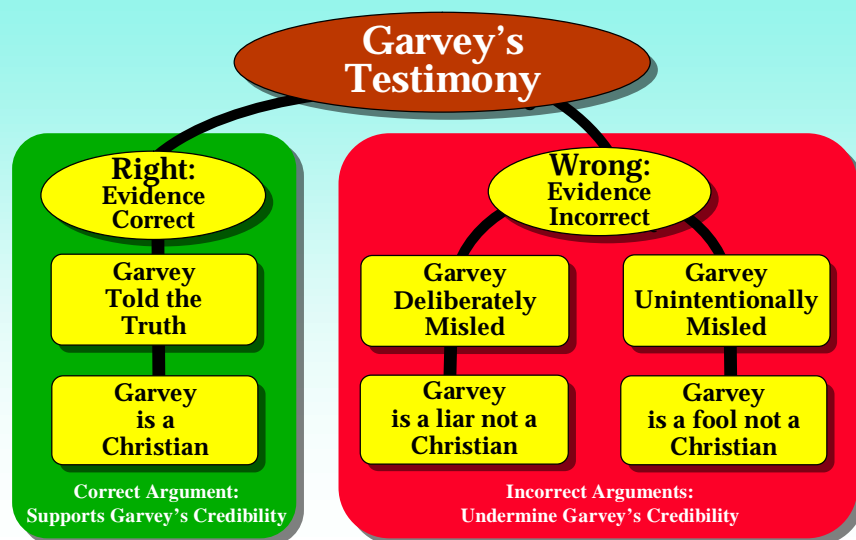 Garvey's
Testimony
Right:
Evidence
Correct
Garvey
Told the
Truth
Garvey
is a
Christian
Correct Argument:
Supports Garvey's Credibility
Wrong:
Evidence
Incorrect
Garvey
Deliberately
Misled
Garvey
is a liar not a
Christian
Garvey
Unintentionally
Misled
Garvey
is a fool not a
Christian
Incorrect Arguments:
Undermine Garvey's Credibility